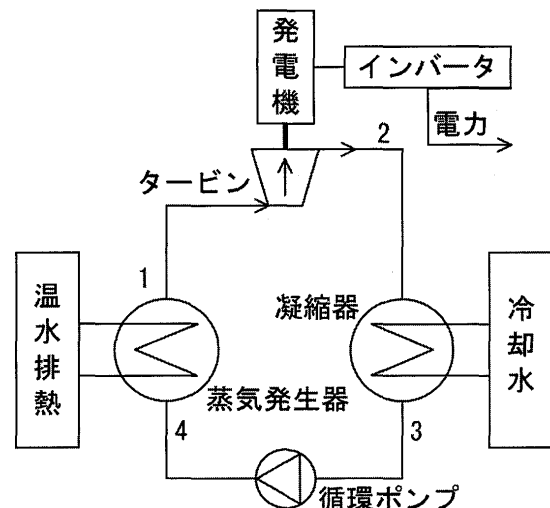 発電機
インバータ
電力
2
タービン
1
温水排熱
凝縮器
冷却水
蒸気発生器
4
3
循環ポンプ